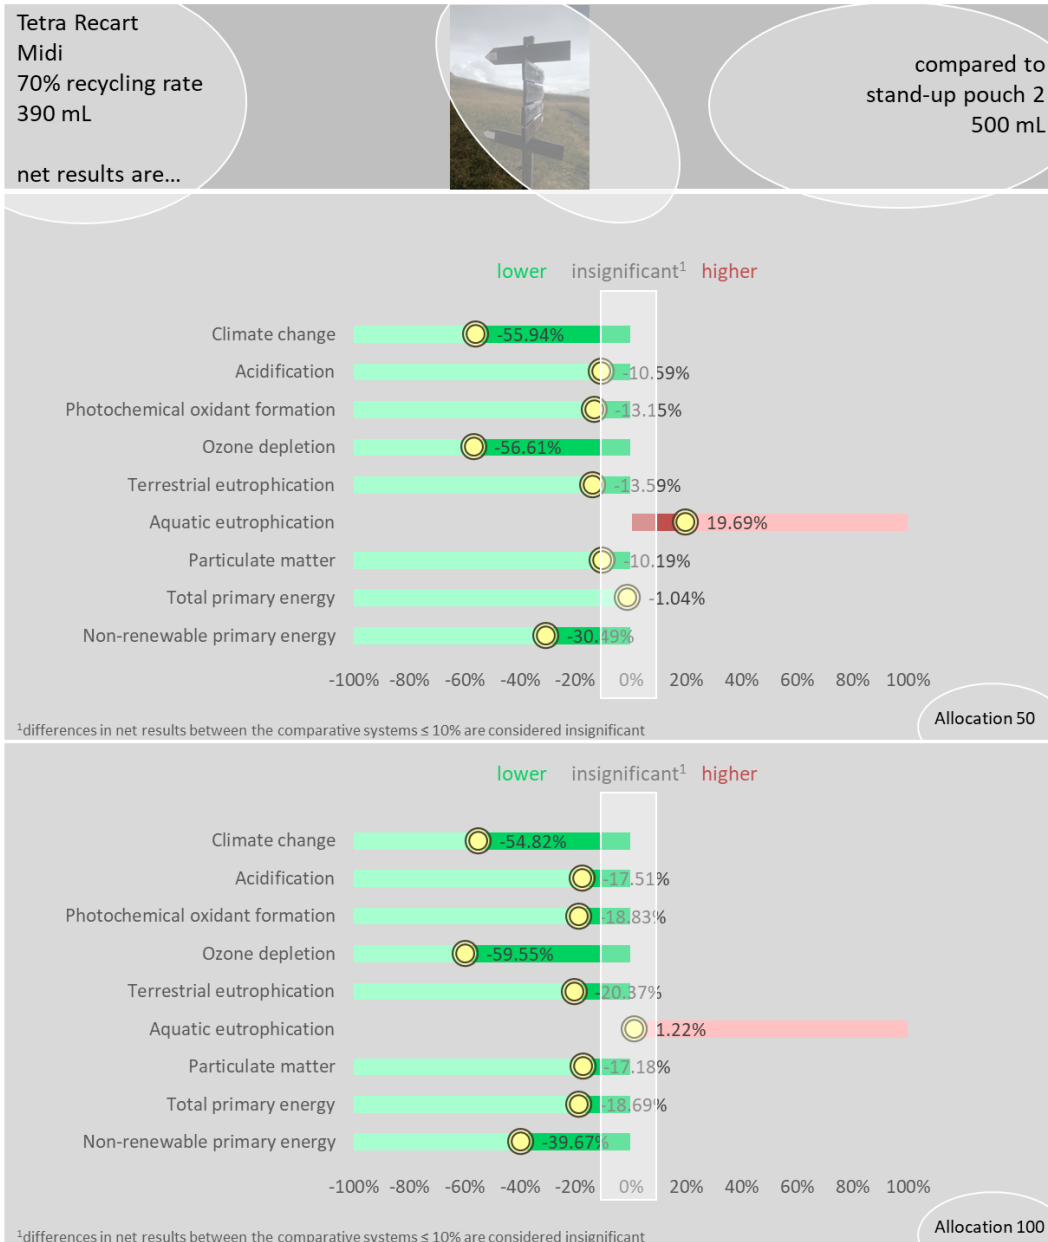 Tetra Recart
Midi
70% recycling rate
390 mL
net results are...
compared to
stand-up pouch 2
500 mL
lower insignificant¹ higher
Climate change -55.94%
Acidification -10.59%
Photochemical oxidant formation -13.15%
Ozone depletion -56.61%
Terrestrial eutrophication -13.59%
Aquatic eutrophication 19.69%
Particulate matter -10.19%
Total primary energy -1.04%
Non-renewable primary energy -30.49%
-100% -80% -60% -40% -20% 0% 20% 40% 60% 80% 100%
Allocation 50
¹differences in net results between the comparative systems ≤ 10% are considered insignificant
lower insignificant¹ higher
Climate change -54.82%
Acidification -17.51%
Photochemical oxidant formation -18.83%
Ozone depletion -59.55%
Terrestrial eutrophication -20.37%
Aquatic eutrophication 1.22%
Particulate matter -17.18%
Total primary energy -18.69%
Non-renewable primary energy -39.67%
-100% -80% -60% -40% -20% 0% 20% 40% 60% 80% 100%
Allocation 100
¹differences in net results between the comparative systems ≤ 10% are considered insignificant